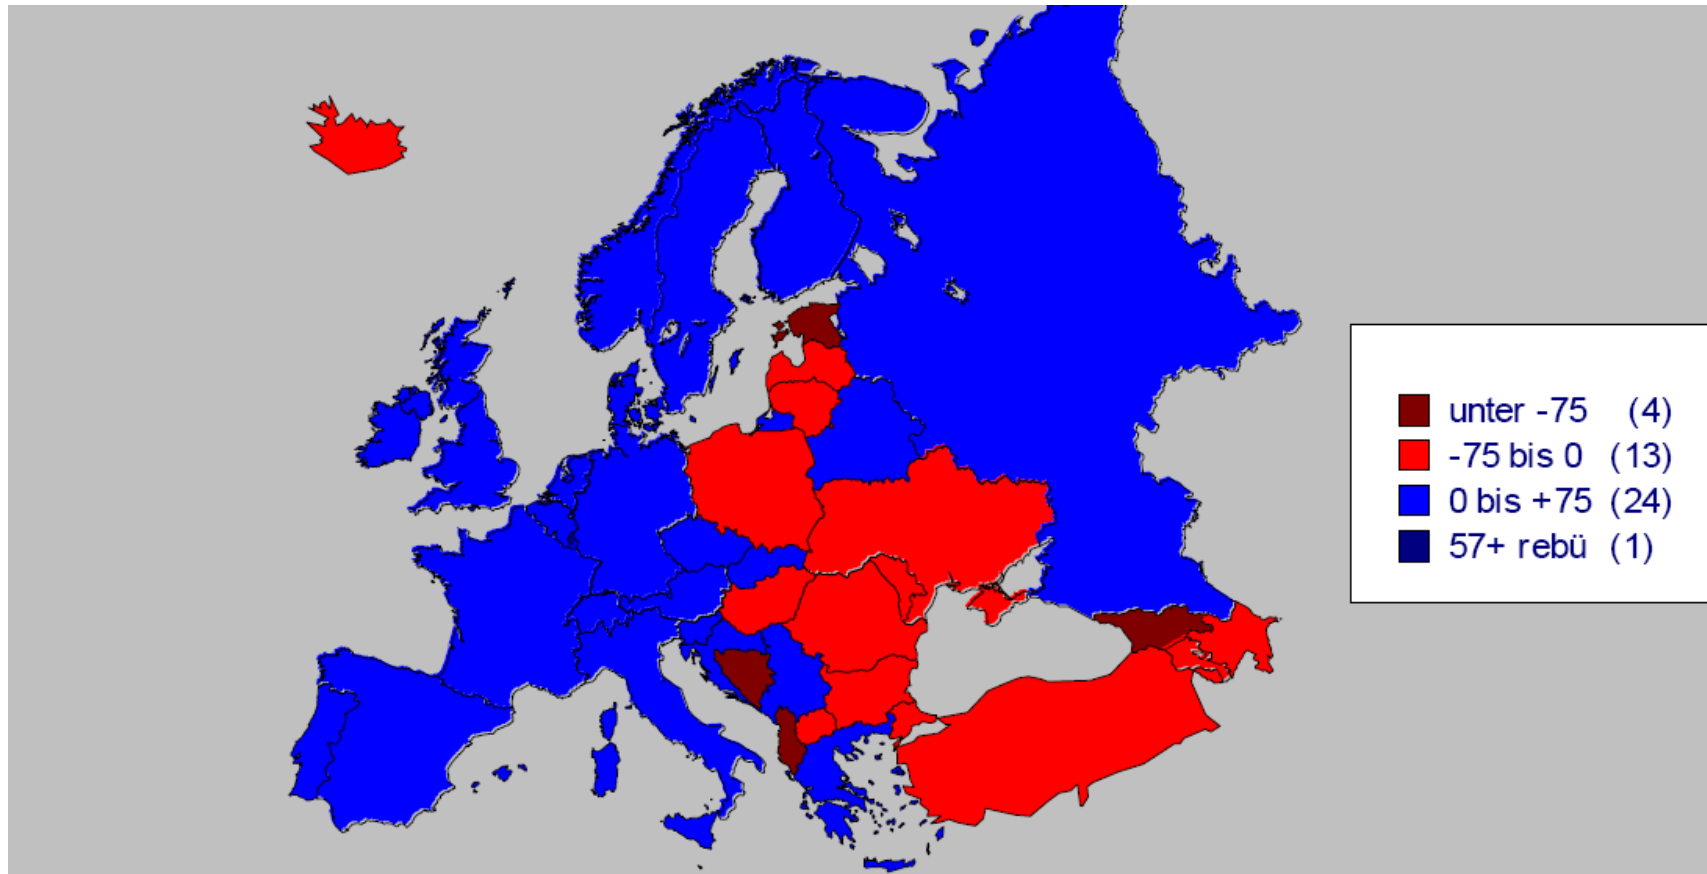 unter -75 (4)
-75 bis 0 (13)
0 bis +75 (24)
57+ rebü (1)